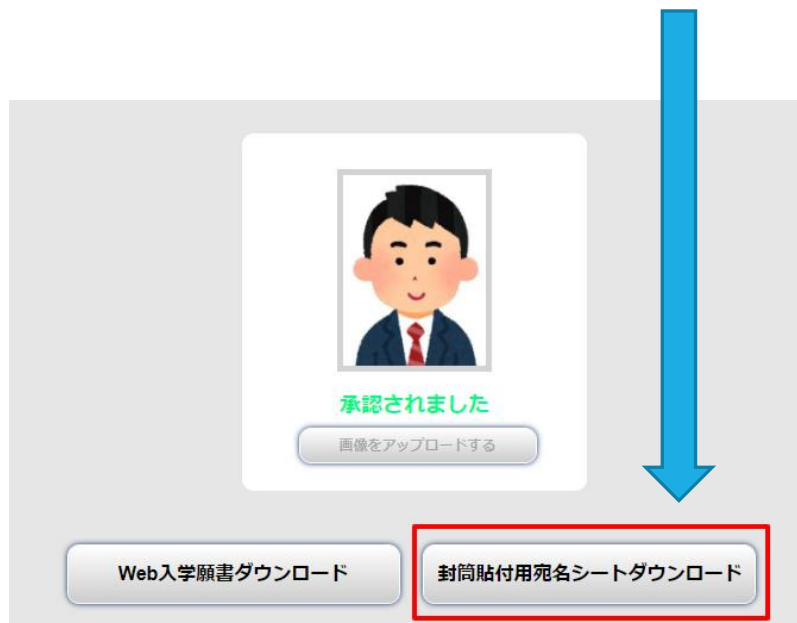 承認されました
画像をアップロードする
Web入学願書ダウンロード
封筒貼付用宛名シートダウンロード